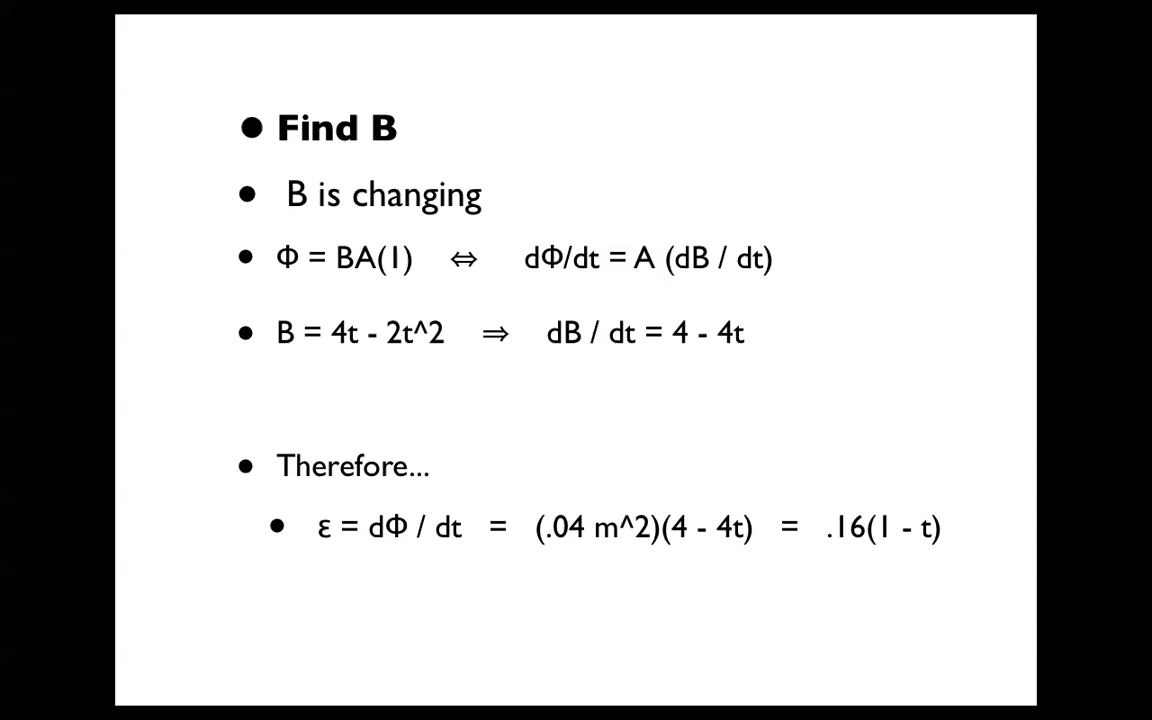 • Find B
• B is changing
• Φ = BA(1) ⇔ dΦ/dt = A (dB / dt)
• B = 4t - 2t^2 ⇒ dB / dt = 4 - 4t
• Therefore...
• ε = dΦ / dt = (.04 m^2)(4 - 4t) = .16(1 - t)